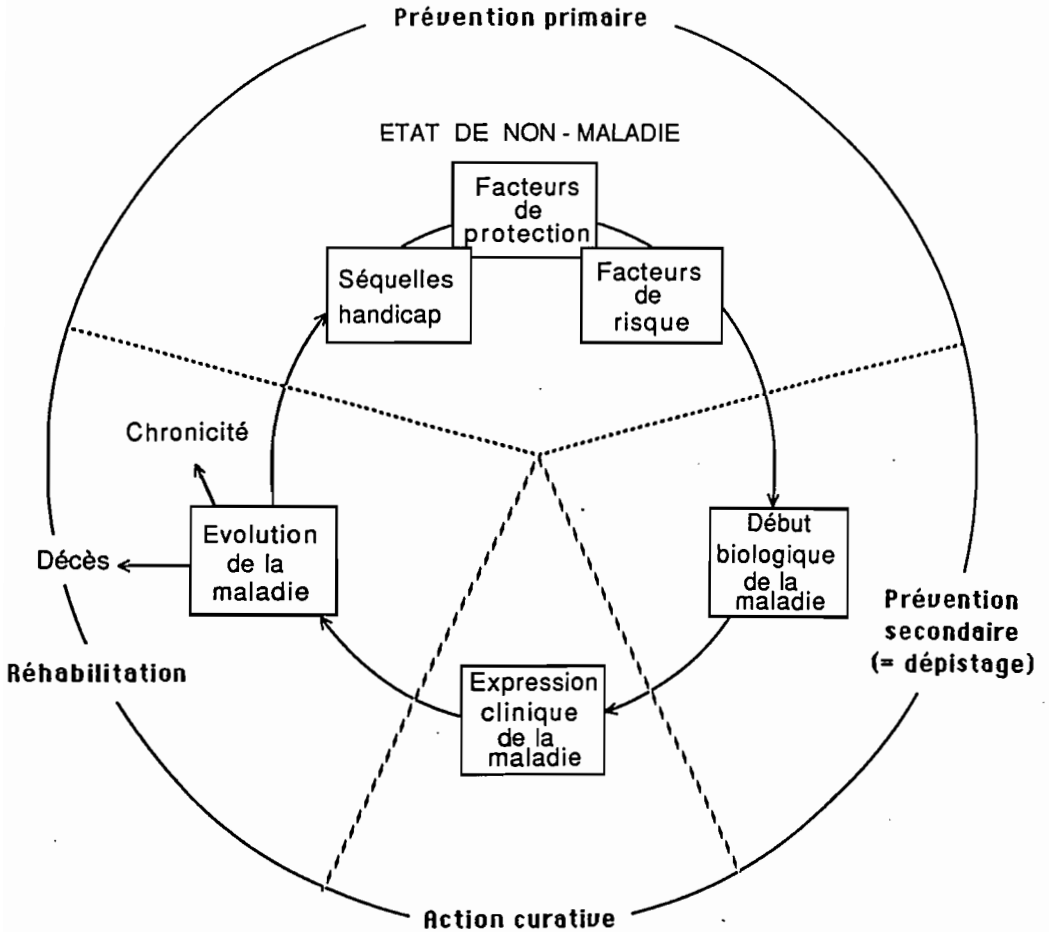 Prévention primaire
ETAT DE NON - MALADIE
Facteurs
de
protection
Séquelles
handicap
Facteurs
de
risque
Chronicité
Evolution
de la
maladie
Décès
Début
biologique
de la
maladie
Prévention
secondaire
(= dépistage)
Réhabilitation
Expression
clinique
de la
maladie
Action curative